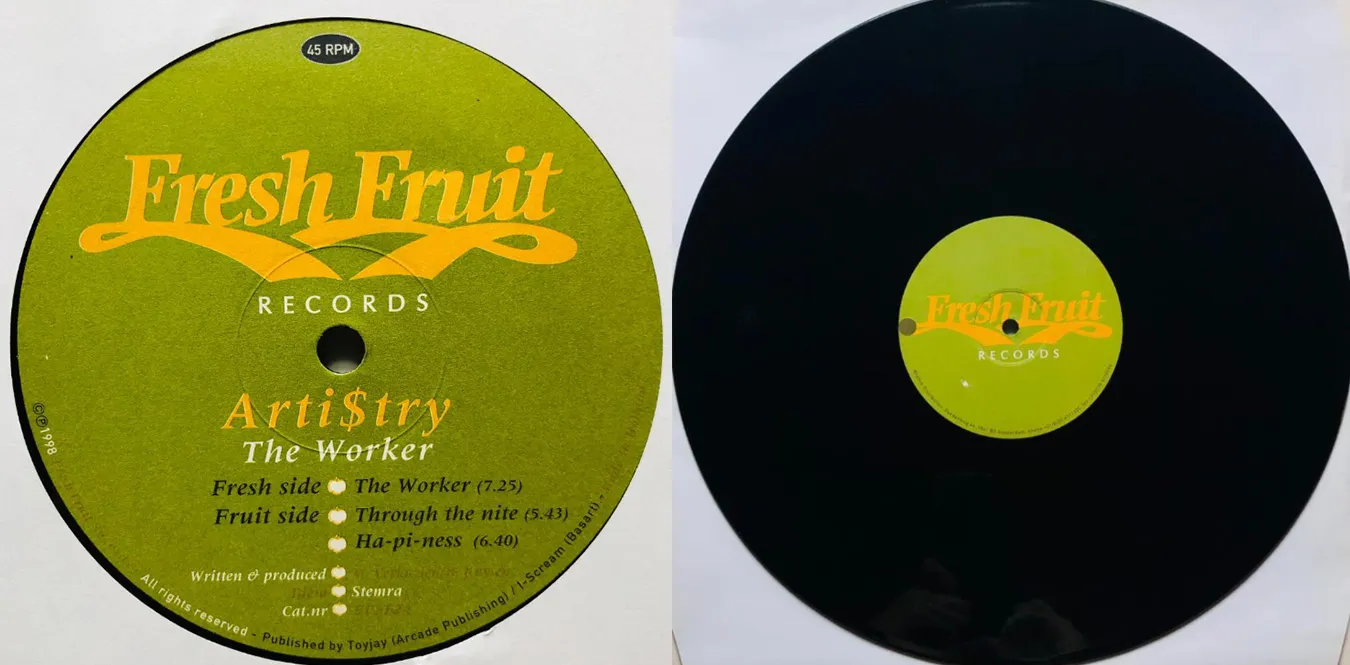 45 RPM
Fresh Fruit
RECORDS
Arti$try
The Worker
Fresh side The Worker (7.25)
Fruit side Through the nite (5.43)
Ha-pi-ness (6.40)
Written & produced
Stemra
Cat.nr
©℗1998
All rights reserved - Published by Toyjay (Arcade Publishing) / I-Scream (Basart) -
Fresh Fruit
RECORDS